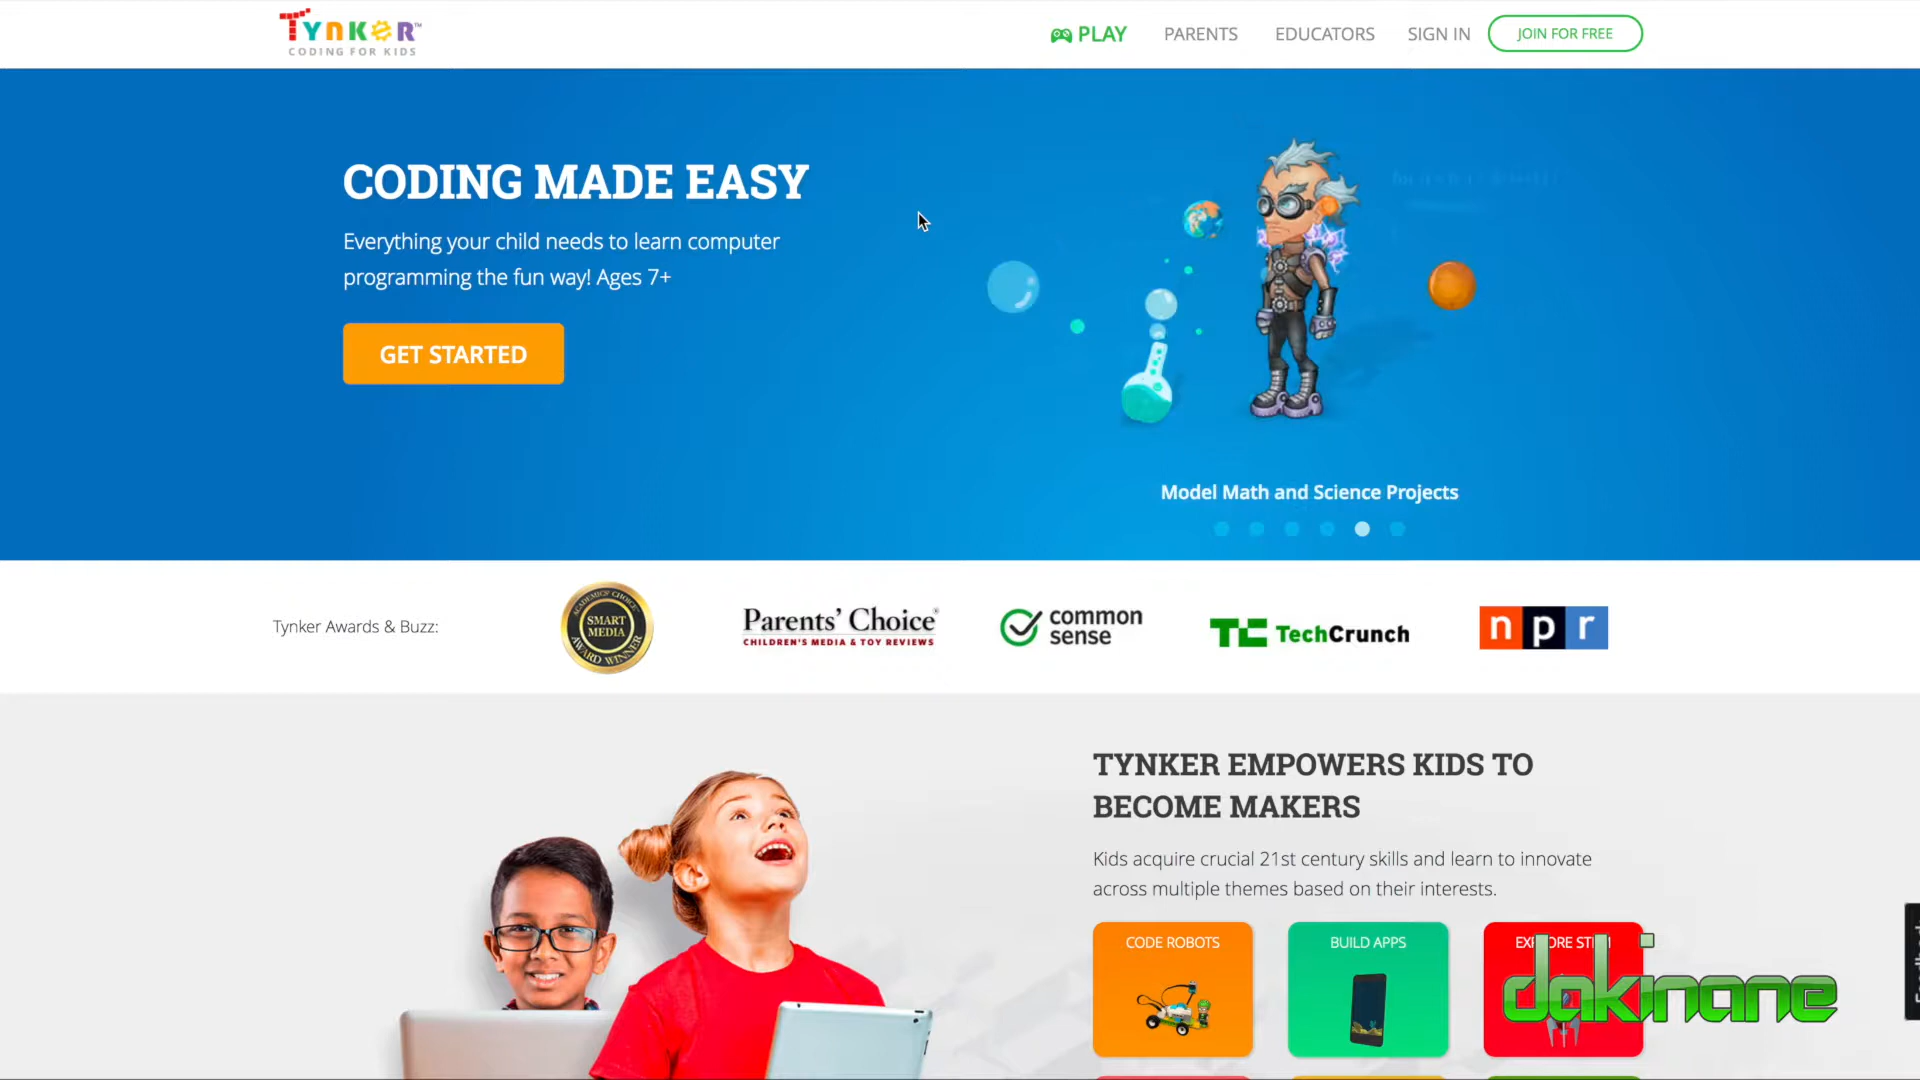 TYNKER™
CODING FOR KIDS
PLAY
PARENTS
EDUCATORS
SIGN IN
JOIN FOR FREE
CODING MADE EASY
Everything your child needs to learn computer
programming the fun way! Ages 7+
GET STARTED
Model Math and Science Projects
Tynker Awards & Buzz:
ACADEMICS' CHOICE
SMART
MEDIA
AWARD WINNER
Parents' Choice®
CHILDREN'S MEDIA & TOY REVIEWS
common
sense
TC TechCrunch
npr
TYNKER EMPOWERS KIDS TO
BECOME MAKERS
Kids acquire crucial 21st century skills and learn to innovate
across multiple themes based on their interests.
CODE ROBOTS
BUILD APPS
dakinane